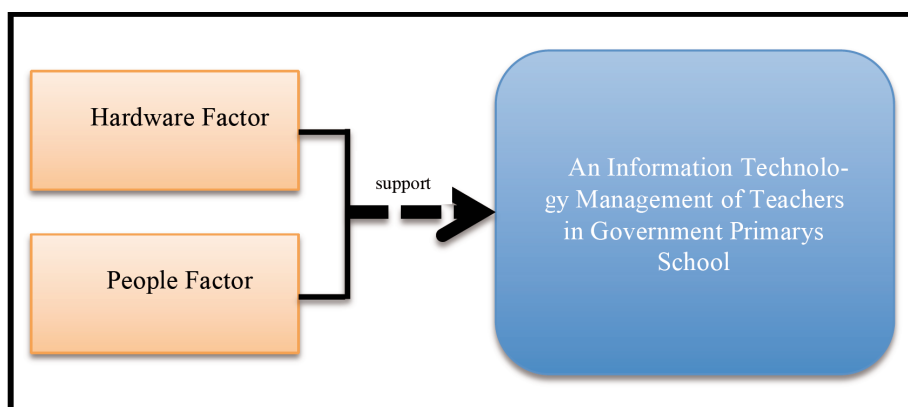 Hardware Factor
support
People Factor
An Information Technolo-
gy Management of Teachers
in Government Primarys
School